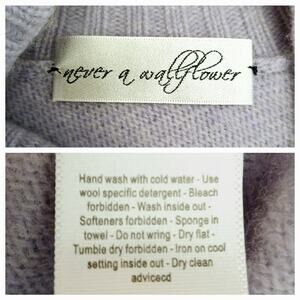 never a wallflower
Hand wash with cold water - Use
wool specific detergent - Bleach
forbidden - Wash inside out -
Softeners forbidden - Sponge in
towel - Do not wring - Dry flat -
Tumble dry forbidden - Iron on cool
setting inside out - Dry clean
adviced